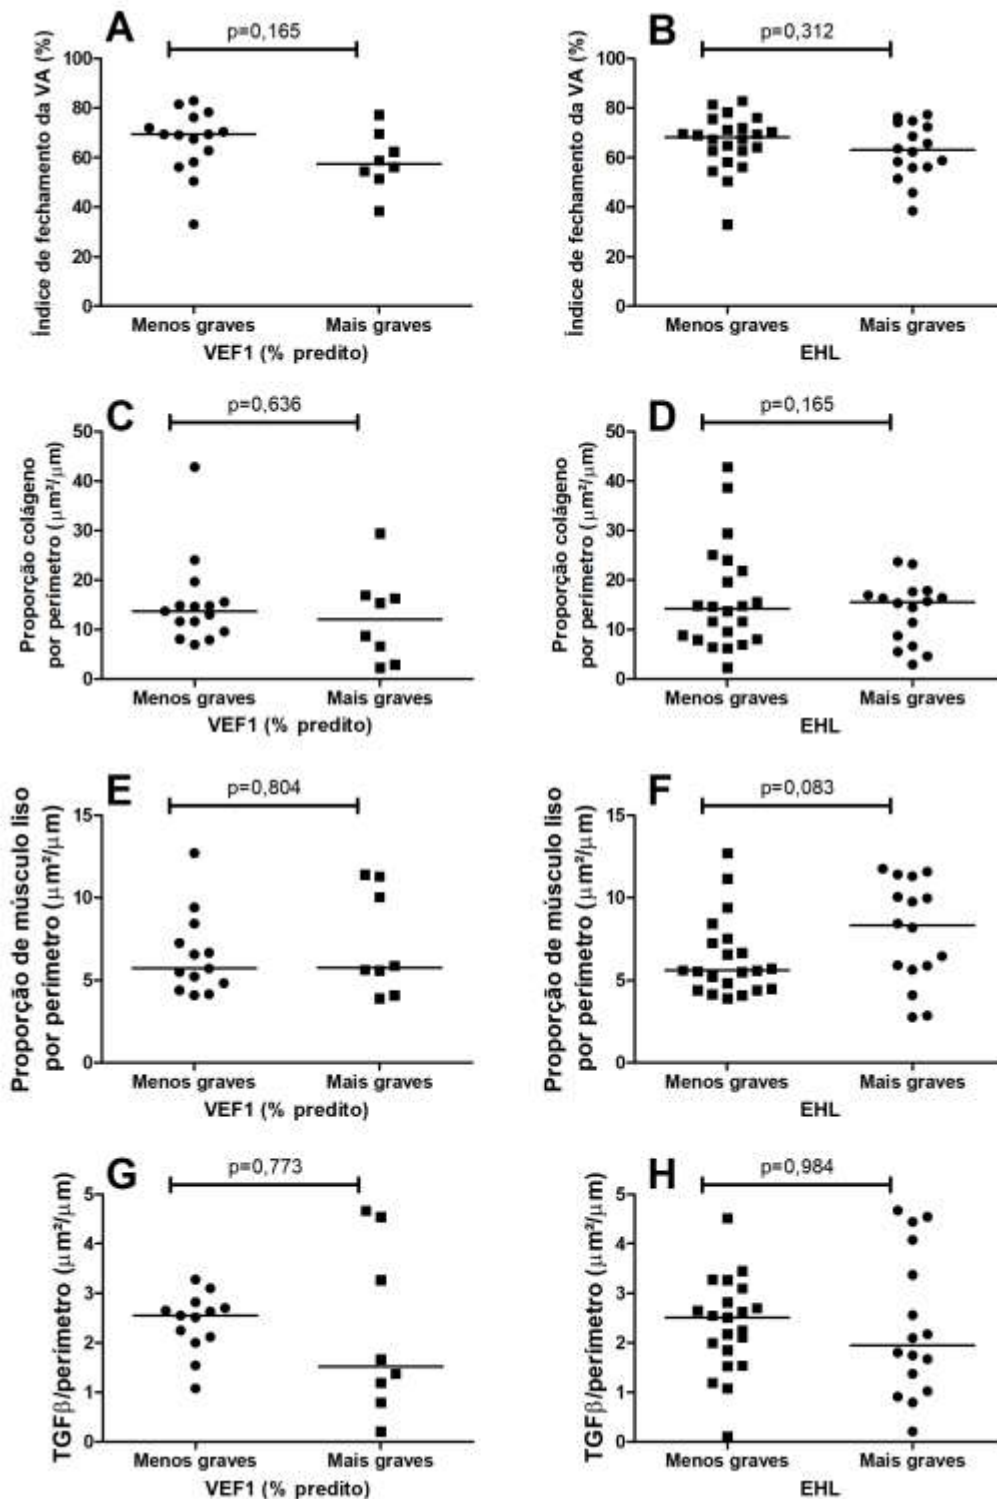 A
p=0,165
Índice de fechamento da VA (%)
100
80
60
40
20
0
Menos graves
Mais graves
VEF1 (% predito)
B
p=0,312
Índice de fechamento da VA (%)
100
80
60
40
20
0
Menos graves
Mais graves
EHL
C
p=0,636
Proporção colágeno
por perímetro (μm²/μm)
50
40
30
20
10
0
Menos graves
Mais graves
VEF1 (% predito)
D
p=0,165
Proporção colágeno
por perímetro (μm²/μm)
50
40
30
20
10
0
Menos graves
Mais graves
EHL
E
p=0,804
Proporção de músculo liso
por perímetro (μm²/μm)
15
10
5
0
Menos graves
Mais graves
VEF1 (% predito)
F
p=0,083
Proporção de músculo liso
por perímetro (μm²/μm)
15
10
5
0
Menos graves
Mais graves
EHL
G
p=0,773
TGFβ/perímetro (μm²/μm)
5
4
3
2
1
0
Menos graves
Mais graves
VEF1 (% predito)
H
p=0,984
TGFβ/perímetro (μm²/μm)
5
4
3
2
1
0
Menos graves
Mais graves
EHL